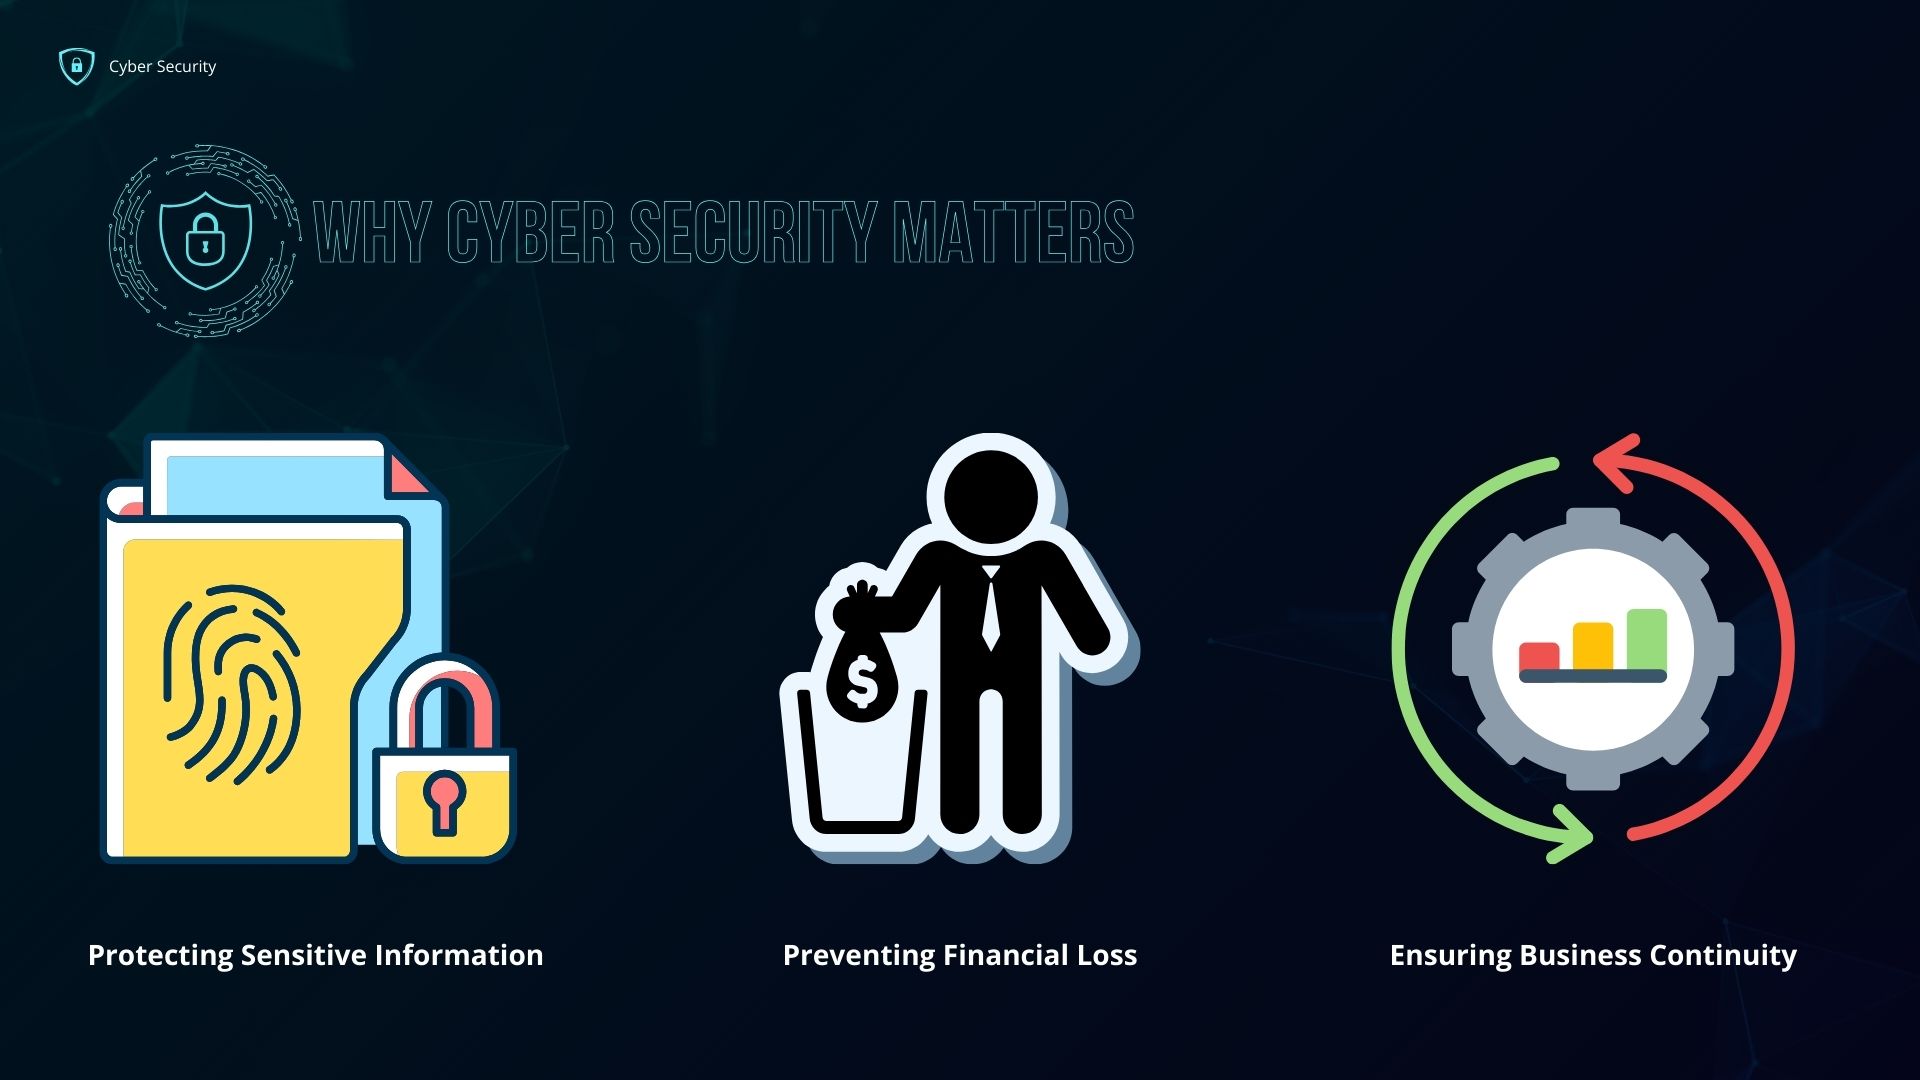 Cyber Security
WHY CYBER SECURITY MATTERS
$
Protecting Sensitive Information
Preventing Financial Loss
Ensuring Business Continuity